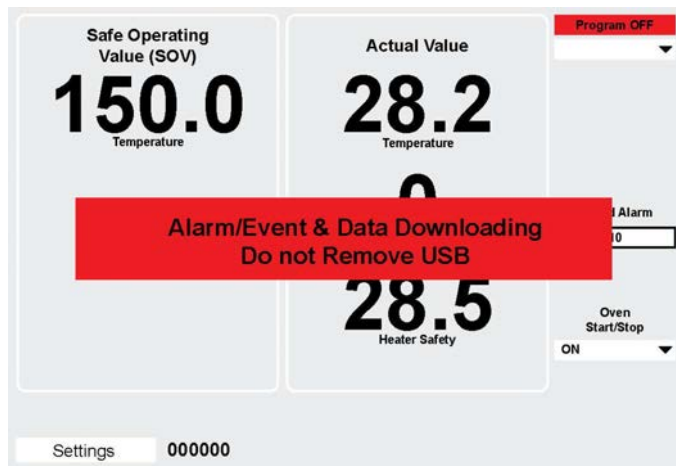 Safe Operating
Value (SOV)
150.0
Temperature
Actual Value
28.2
Temperature
Program OFF
Alarm/Event & Data Downloading
Do not Remove USB
Alarm
28.5
Heater Safety
Oven
Start/Stop
ON
Settings
000000